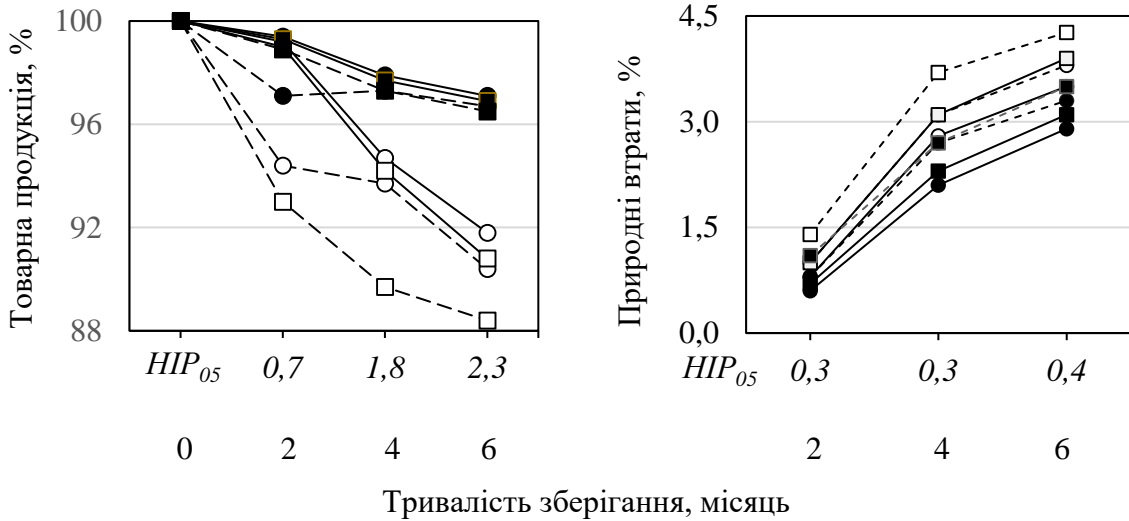 Товарна продукція, %
100
96
92
88
НІР05 0,7 1,8 2,3
0 2 4 6
Природні втрати, %
4,5
3,0
1,5
0,0
НІР05 0,3 0,3 0,4
2 4 6
Тривалість зберігання, місяць